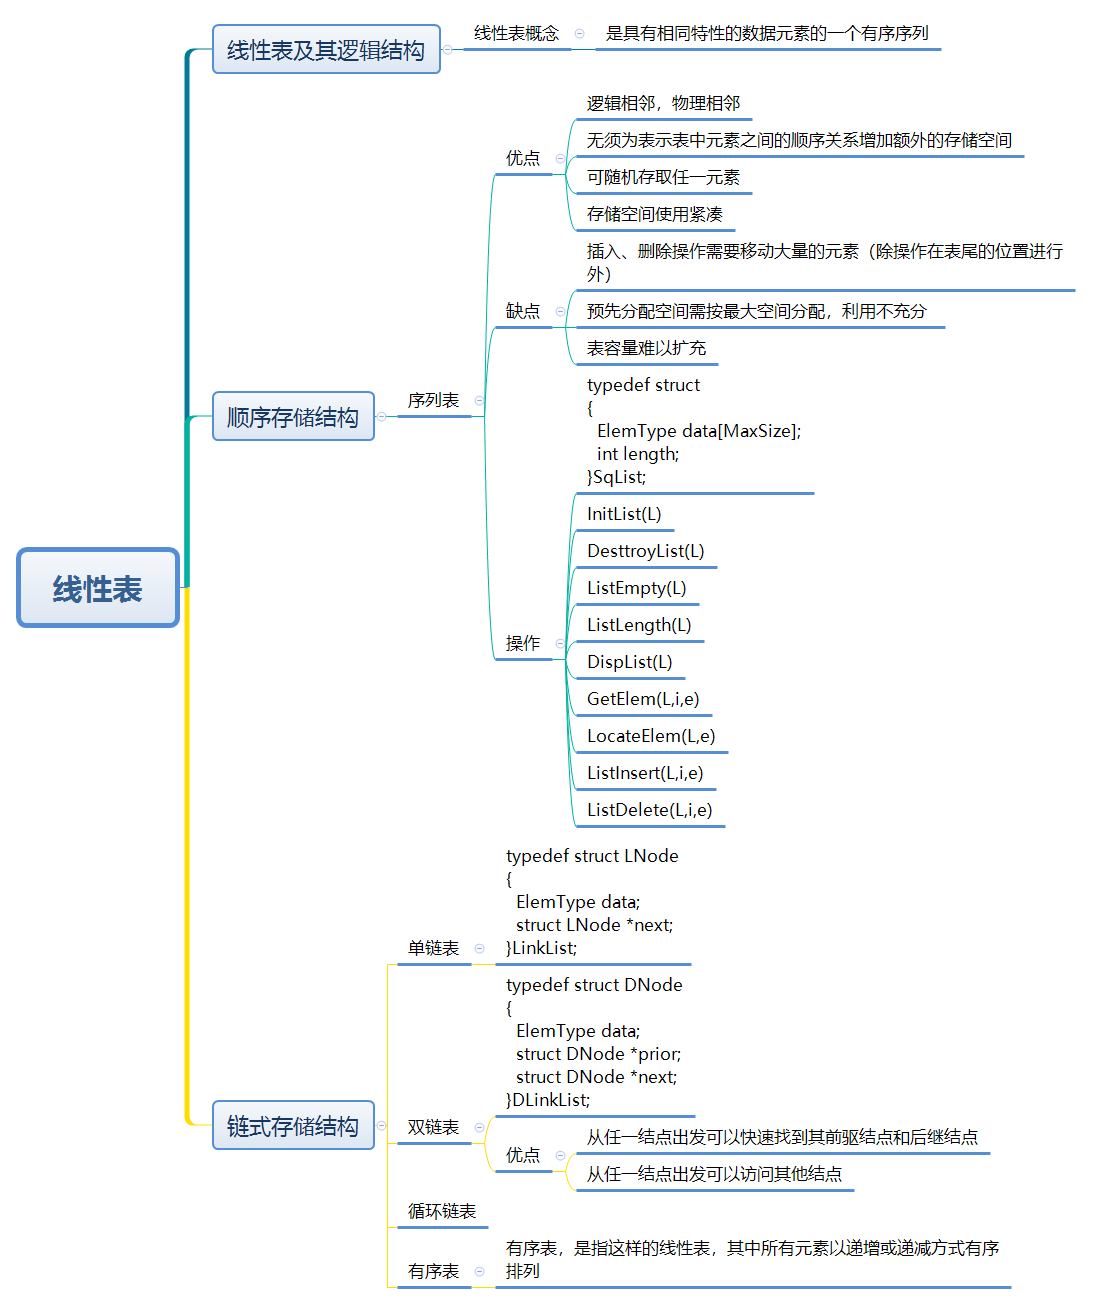 线性表
线性表及其逻辑结构
线性表概念
是具有相同特性的数据元素的一个有序序列
顺序存储结构
序列表
优点
逻辑相邻，物理相邻
无须为表示表中元素之间的顺序关系增加额外的存储空间
可随机存取任一元素
存储空间使用紧凑
缺点
插入、删除操作需要移动大量的元素（除操作在表尾的位置进行
外）
预先分配空间需按最大空间分配，利用不充分
表容量难以扩充
操作
typedef struct
{
ElemType data[MaxSize];
int length;
}SqList;
InitList(L)
DesttroyList(L)
ListEmpty(L)
ListLength(L)
DispList(L)
GetElem(L,i,e)
LocateElem(L,e)
ListInsert(L,i,e)
ListDelete(L,i,e)
链式存储结构
单链表
typedef struct LNode
{
ElemType data;
struct LNode *next;
}LinkList;
双链表
typedef struct DNode
{
ElemType data;
struct DNode *prior;
struct DNode *next;
}DLinkList;
优点
从任一结点出发可以快速找到其前驱结点和后继结点
从任一结点出发可以访问其他结点
循环链表
有序表
有序表，是指这样的线性表，其中所有元素以递增或递减方式有序
排列